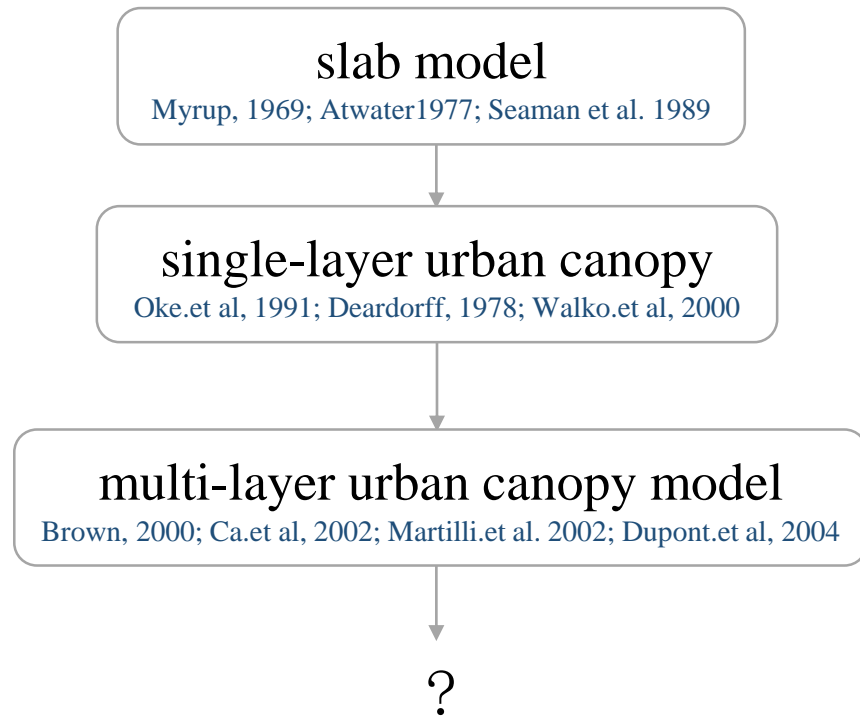 slab model
Myrup, 1969; Atwater1977; Seaman et al. 1989
single-layer urban canopy
Oke.et al, 1991; Deardorff, 1978; Walko.et al, 2000
multi-layer urban canopy model
Brown, 2000; Ca.et al, 2002; Martilli.et al. 2002; Dupont.et al, 2004
?